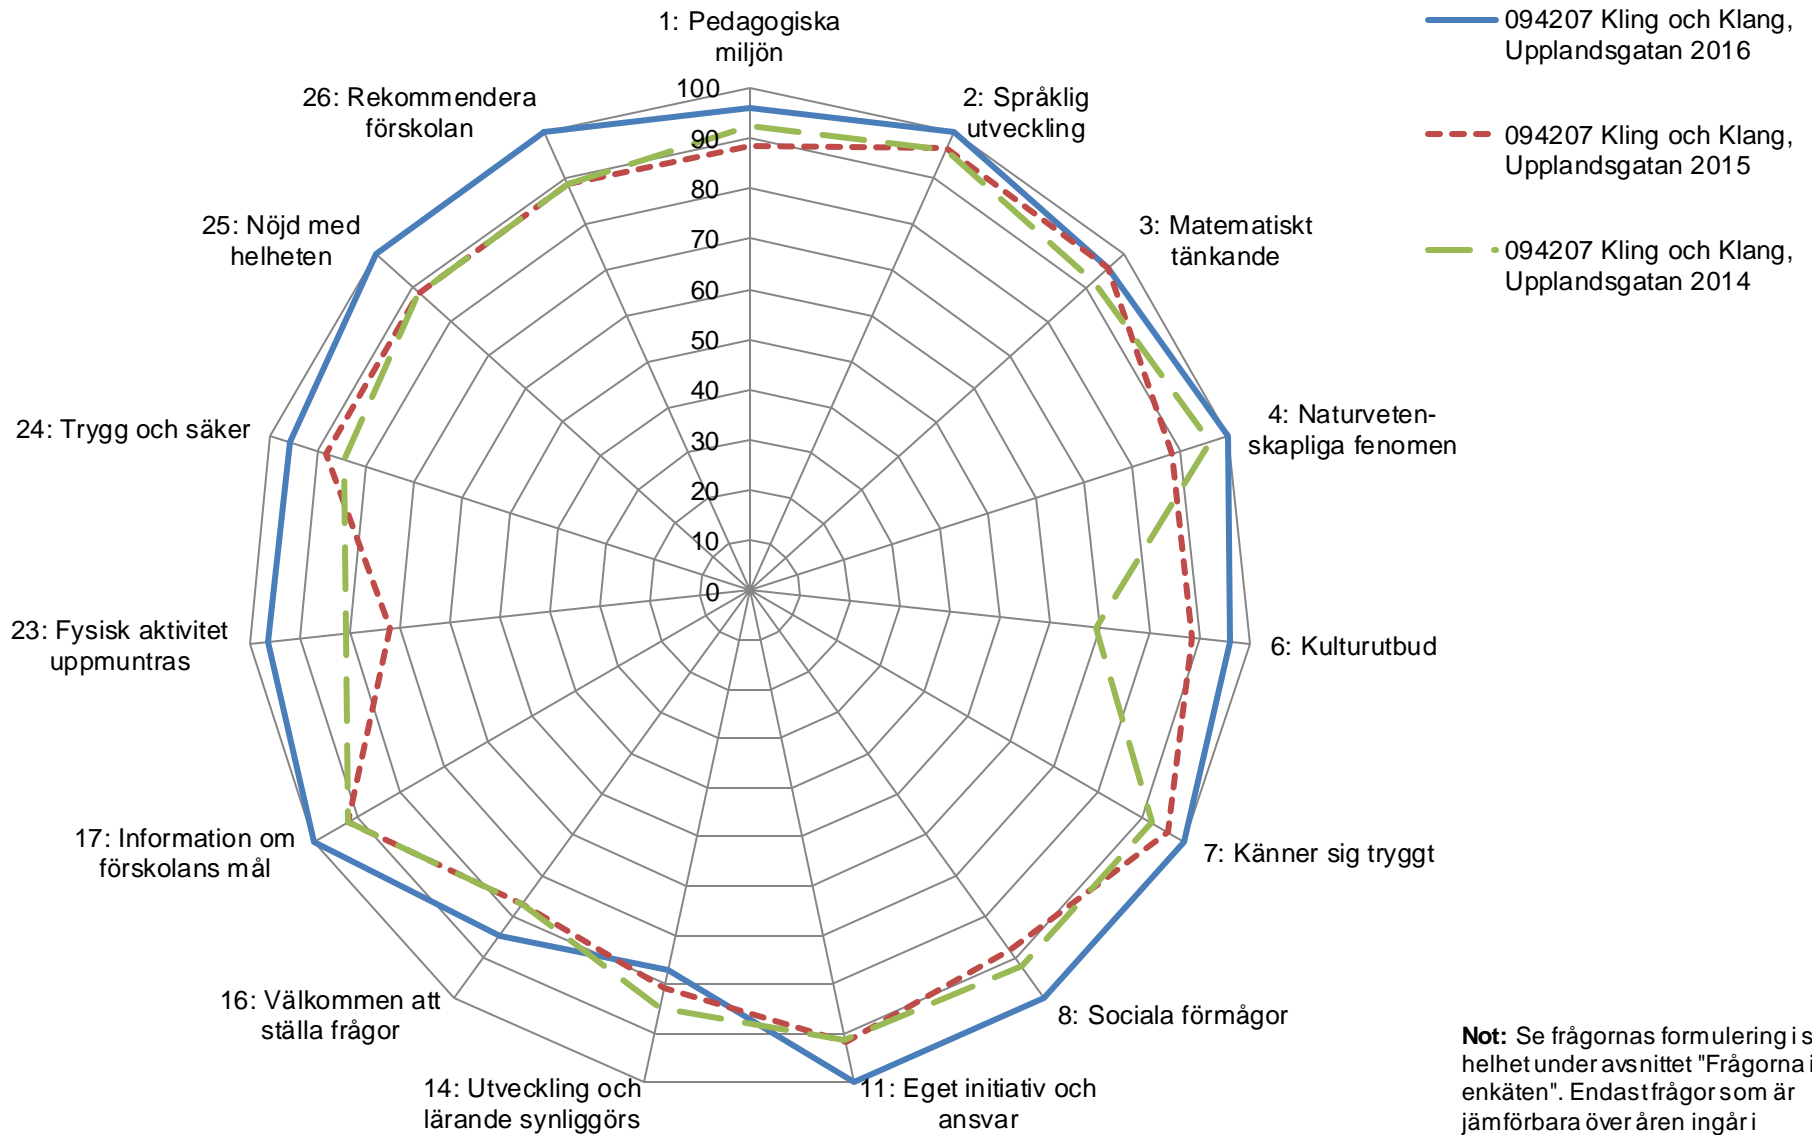 1: Pedagogiska
miljön
2: Språklig
utveckling
3: Matematiskt
tänkande
4: Naturveten-
skapliga fenomen
6: Kulturutbud
7: Känner sig tryggt
8: Sociala förmågor
11: Eget initiativ och
ansvar
14: Utveckling och
lärande synliggörs
16: Välkommen att
ställa frågor
17: Information om
förskolans mål
23: Fysisk aktivitet
uppmuntras
24: Trygg och säker
25: Nöjd med
helheten
26: Rekommendera
förskolan
100
90
80
70
60
50
40
30
20
10
0
094207 Kling och Klang,
Upplandsgatan 2016
094207 Kling och Klang,
Upplandsgatan 2015
094207 Kling och Klang,
Upplandsgatan 2014
Not: Se frågornas formulering i s
helhet under avsnittet "Frågorna i
enkäten". Endast frågor som är
jämförbara över åren ingår i